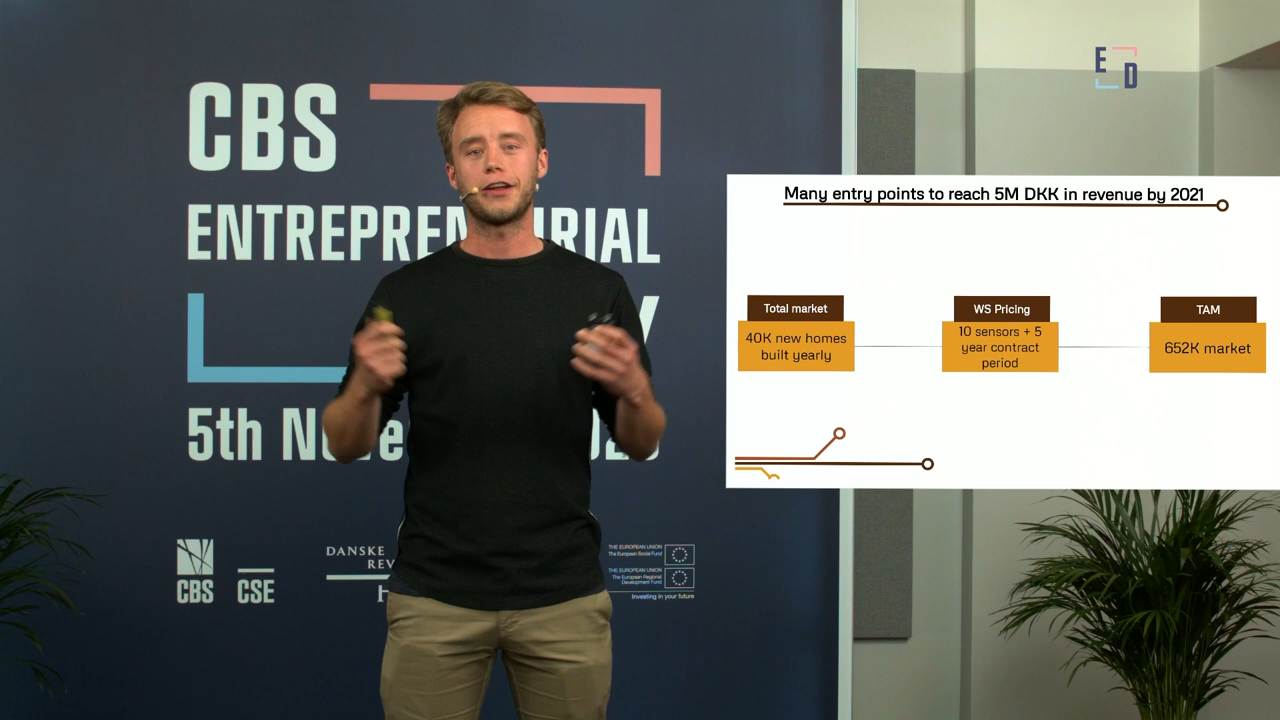 CBS
ENTREPRE
RIAL
5th N
E
D
Many entry points to reach 5M DKK in revenue by 2021
Total market
40K new homes
built yearly
WS Pricing
10 sensors + 5
year contract
period
TAM
652K market
CBS
CSE
DANSKE
REV
H
THE EUROPEAN UNION
The European Social Fund
THE EUROPEAN UNION
The European Regional
Development Fund
Investing in your future